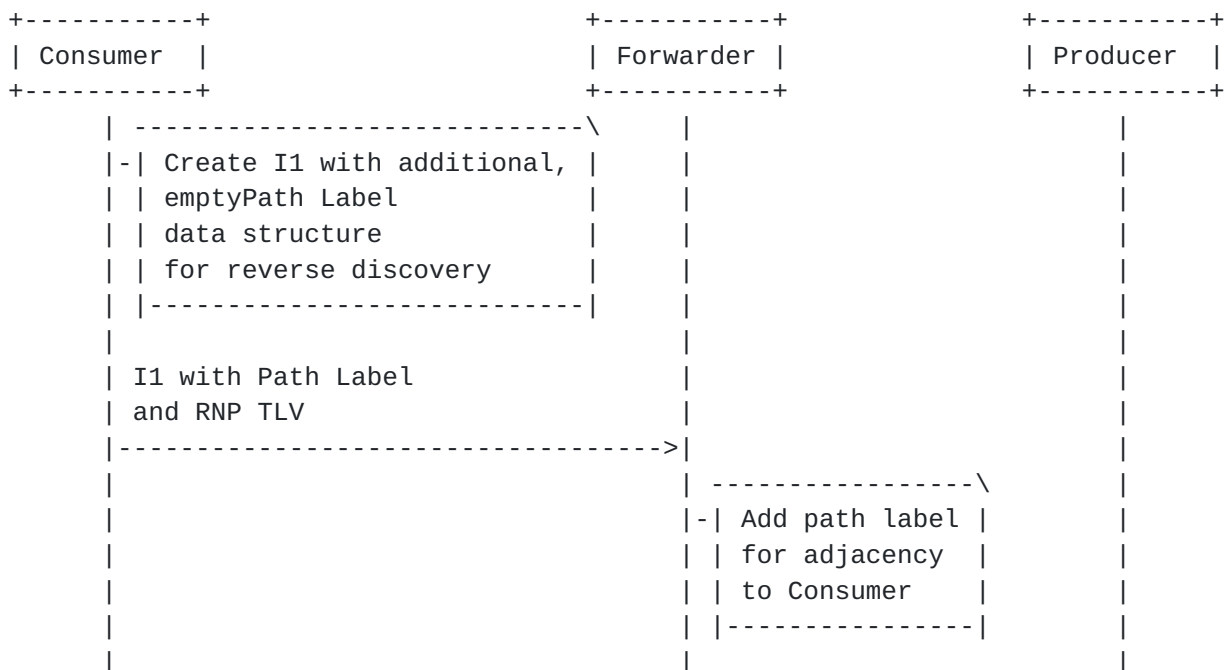 Consumer Forwarder Producer
Create I1 with additional,
emptyPath Label
data structure
for reverse discovery
I1 with Path Label
and RNP TLV
Add path label
for adjacency
to Consumer